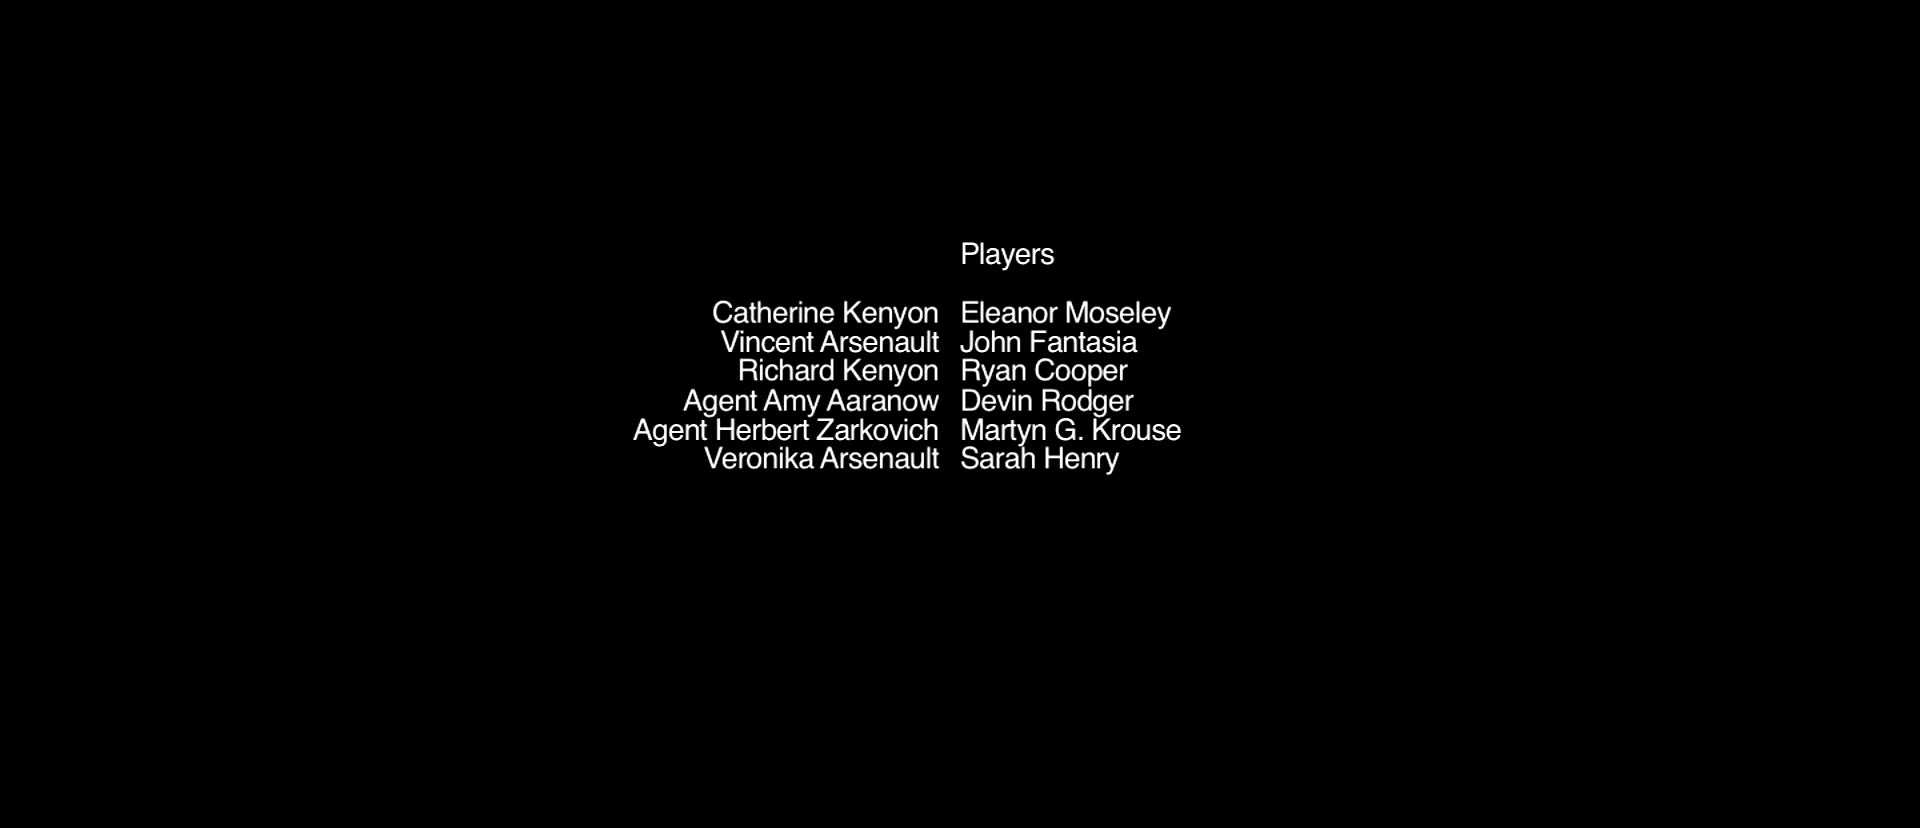 Players
Catherine Kenyon Eleanor Moseley
Vincent Arsenault John Fantasia
Richard Kenyon Ryan Cooper
Agent Amy Aaranow Devin Rodger
Agent Herbert Zarkovich Martyn G. Krouse
Veronika Arsenault Sarah Henry